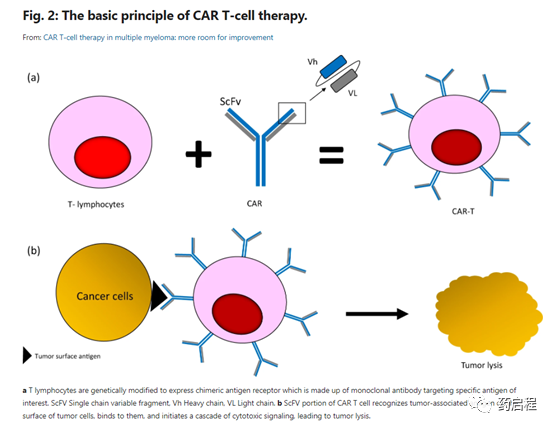 Fig. 2: The basic principle of CAR T-cell therapy.
From: CAR T-cell therapy in multiple myeloma: more room for improvement
(a)
Vh
VL
ScFv
T- lymphocytes
CAR
CAR-T
(b)
Cancer cells
Tumor surface antigen
Tumor lysis
a T lymphocytes are genetically modified to express chimeric antigen receptor which is made up of monoclonal antibody targeting specific antigen of
interest. ScFV Single chain variable fragment, Vh Heavy chain, VL Light chain. b ScFV portion of CAR T cell recognizes tumor-associated
surface of tumor cells, binds to them, and initiates a cascade of cytotoxic signaling, leading to tumor lysis.
药启程